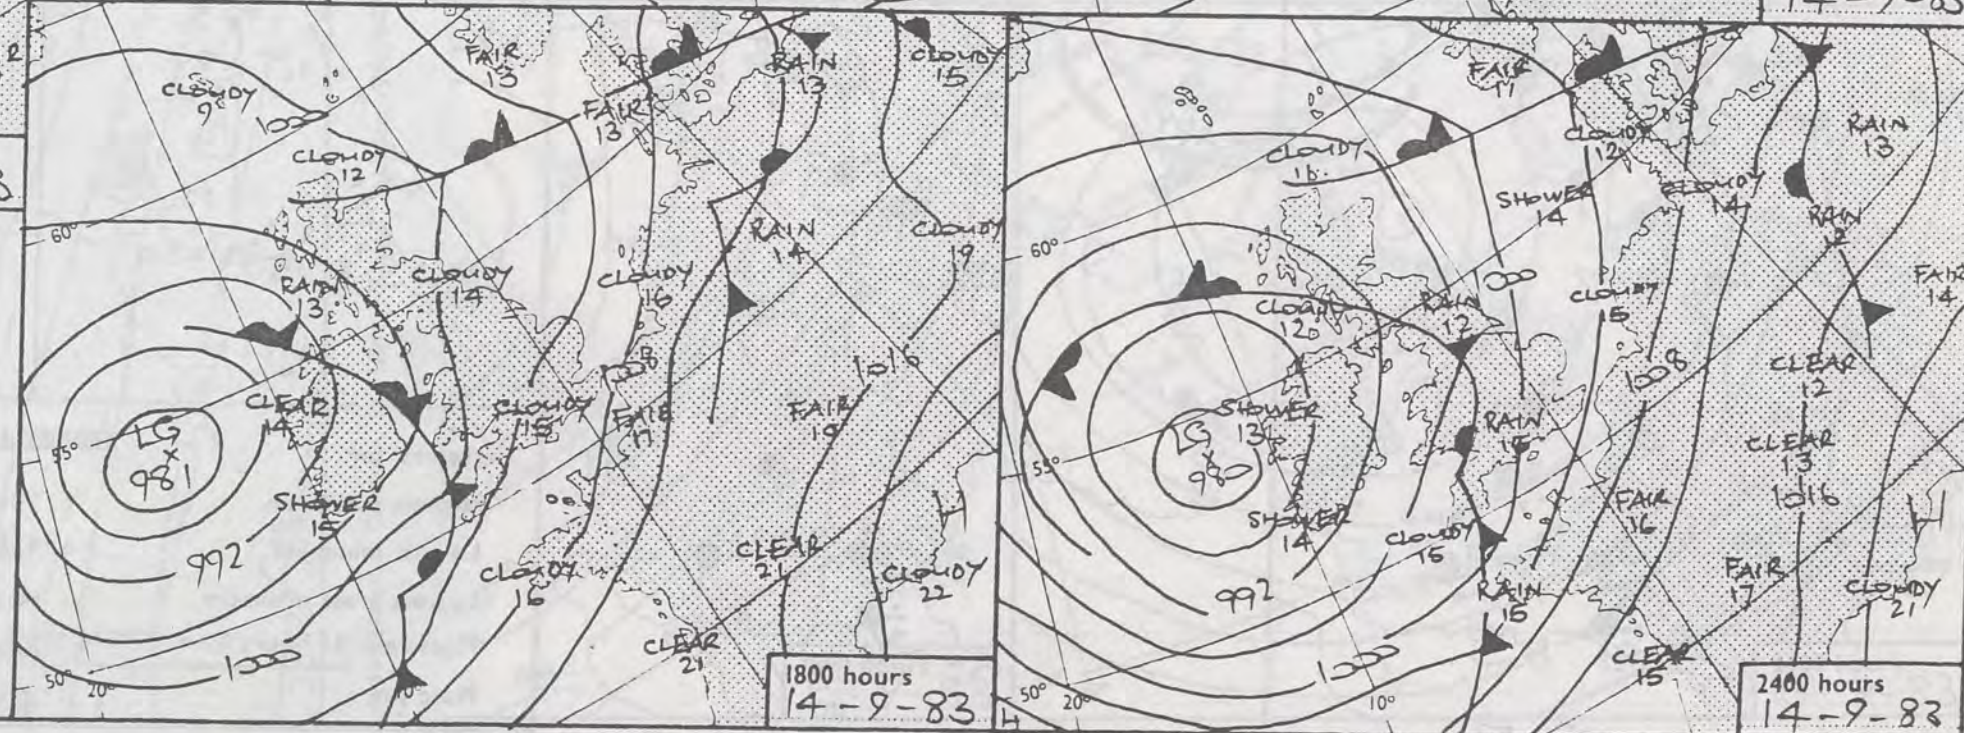 14-9-83
FAIR
13
CLOUDY
9
1000
CLOUDY
12
FAIR
13
RAIN
13
CLOUDY
15
60°
RAIN
13
CLOUDY
14
CLOUDY
16
RAIN
14
CLOUDY
19
1008
1016
CLEAR
14
CLOUDY
15
FAIR
17
FAIR
19
55°
LG
x
981
SHOWER
15
992
CLOUDY
16
CLEAR
21
H
CLOUDY
22
CLEAR
21
1000
50°
20°
10°
1800 hours
14-9-83
FAIR
11
CLOUDY
CLOUDY
12
RAIN
13
SHOWER
14
CLOUDY
14
RAIN
12
60°
1000
CLOUDY
12
RAIN
12
CLOUDY
15
FAIR
14
1008
CLEAR
12
SHOWER
13
LG
x
980
RAIN
15
CLEAR
13
1016
55°
SHOWER
14
CLOUDY
15
FAIR
16
H
992
RAIN
15
FAIR
17
CLOUDY
21
1000
CLEAR
15
50°
20°
10°
H
2400 hours
14-9-83